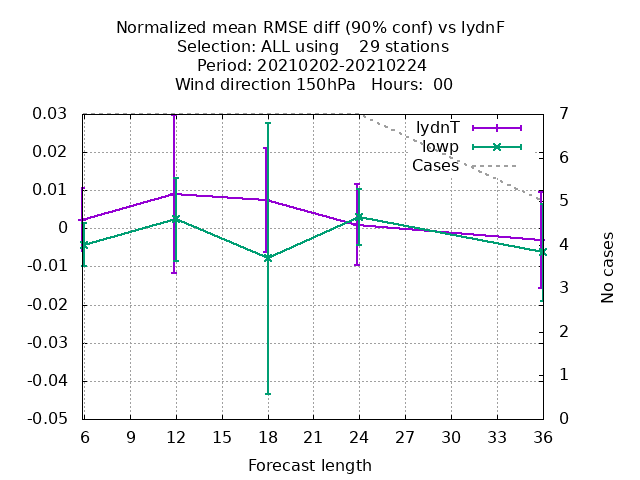 Normalized mean RMSE diff (90% conf) vs IydnF
Selection: ALL using    29 stations
Period: 20210202-20210224
Wind direction 150hPa   Hours:  00
0.03
0.02
0.01
0
-0.01
-0.02
-0.03
-0.04
-0.05
7
6
5
4
3
2
1
0
IydnT
Iowp
Cases
No cases
6 9 12 15 18 21 24 27 30 33 36
Forecast length